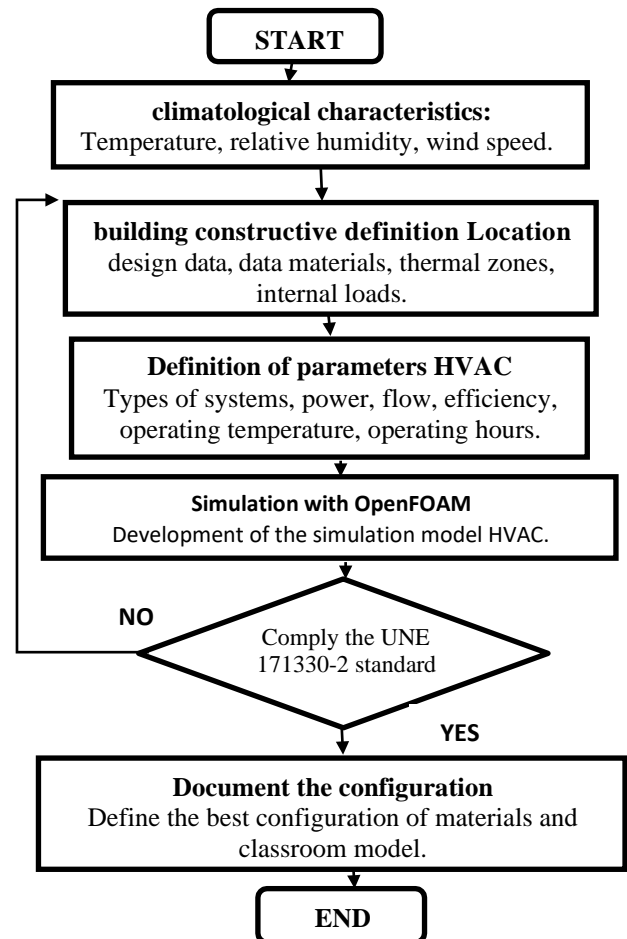 START
climatological characteristics:
Temperature, relative humidity, wind speed.
building constructive definition Location
design data, data materials, thermal zones,
internal loads.
Definition of parameters HVAC
Types of systems, power, flow, efficiency,
operating temperature, operating hours.
Simulation with OpenFOAM
Development of the simulation model HVAC.
NO
Comply the UNE
171330-2 standard
YES
Document the configuration
Define the best configuration of materials and
classroom model.
END